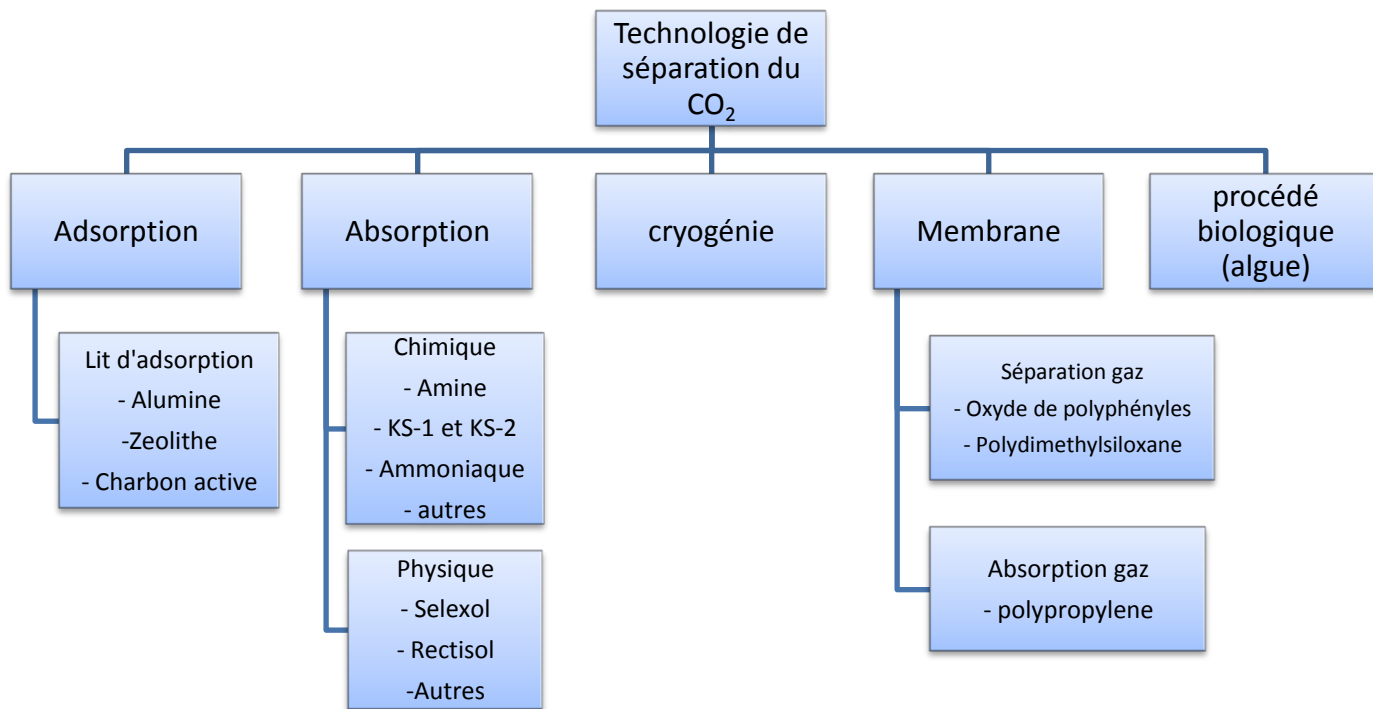 Technologie de
séparation du
CO₂
Adsorption
Absorption
cryogénie
Membrane
procédé
biologique
(algue)
Lit d'adsorption
- Alumine
-Zeolithe
- Charbon active
Chimique
- Amine
- KS-1 et KS-2
- Ammoniaque
- autres
Physique
- Selexol
- Rectisol
-Autres
Séparation gaz
- Oxyde de polyphényles
- Polydimethylsiloxane
Absorption gaz
- polypropylene